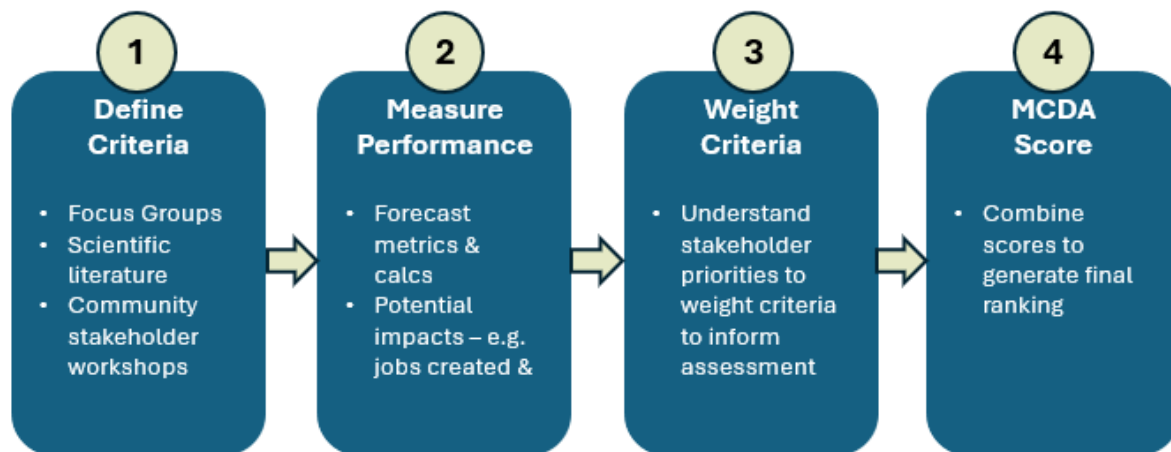 1
Define
Criteria
• Focus Groups
• Scientific
literature
• Community
stakeholder
workshops
2
Measure
Performance
• Forecast
metrics &
calcs
• Potential
impacts – e.g.
jobs created &
3
Weight
Criteria
• Understand
stakeholder
priorities to
weight criteria
to inform
assessment
4
MCDA
Score
• Combine
scores to
generate final
ranking